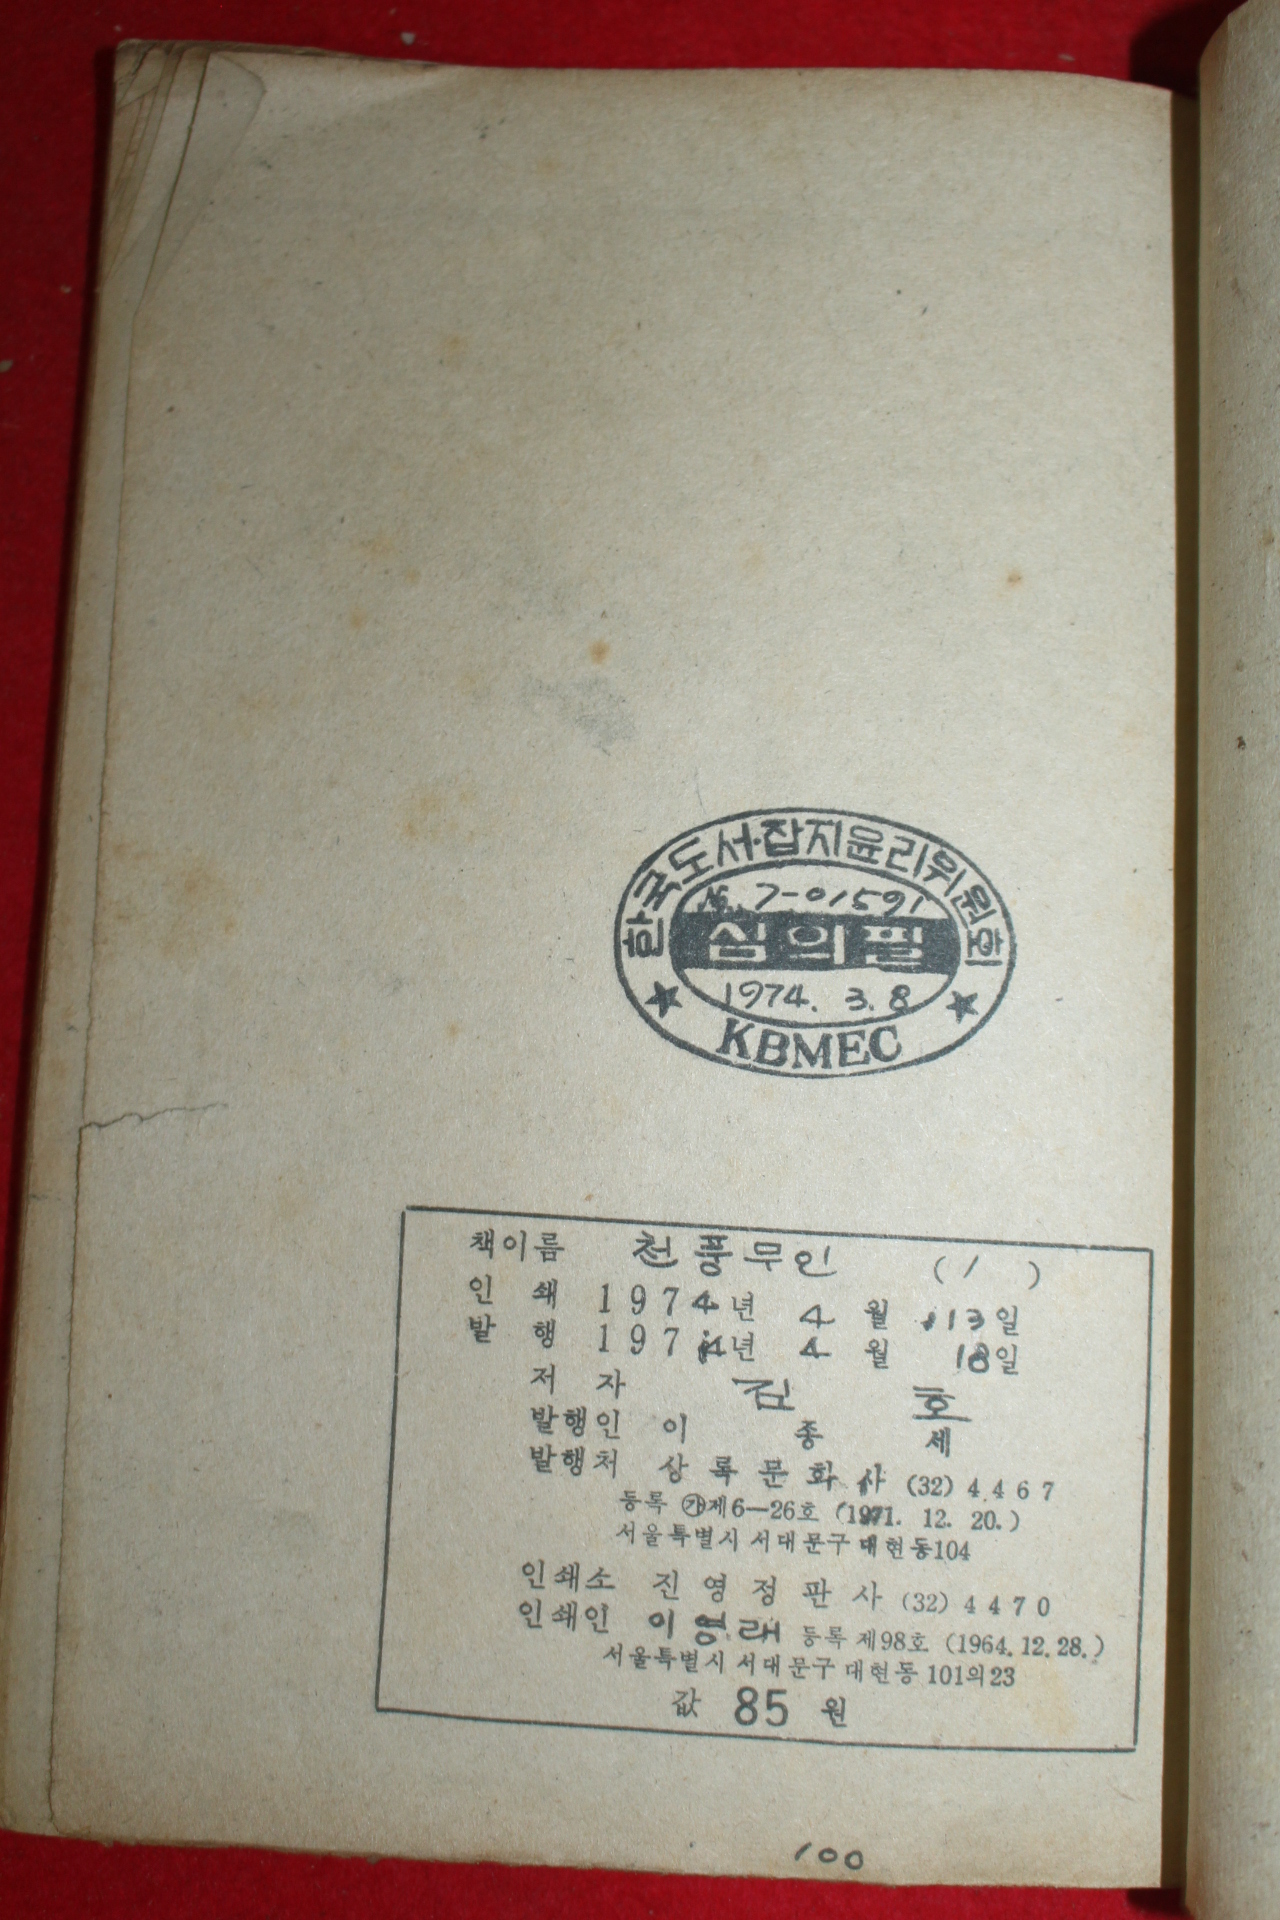 한국도서·잡지윤리위원회
№ 7-01591
심의필
1974. 3. 8
KBMEC
책이름 천풍무인 (1)
인 쇄 1974년 4월 13일
발 행 1974년 4월 18일
저 자 김 호
발행인 이 종 세
발행처 상록문화사 (32) 4467
등록 ㉮제6—26호 (1971. 12. 20.)
서울특별시 서대문구 대현동104
인쇄소 진영정판사 (32) 4470
인쇄인 이영래 등록 제98호 (1964. 12. 28.)
서울특별시 서대문구 대현동 101의23
값 85 원
100